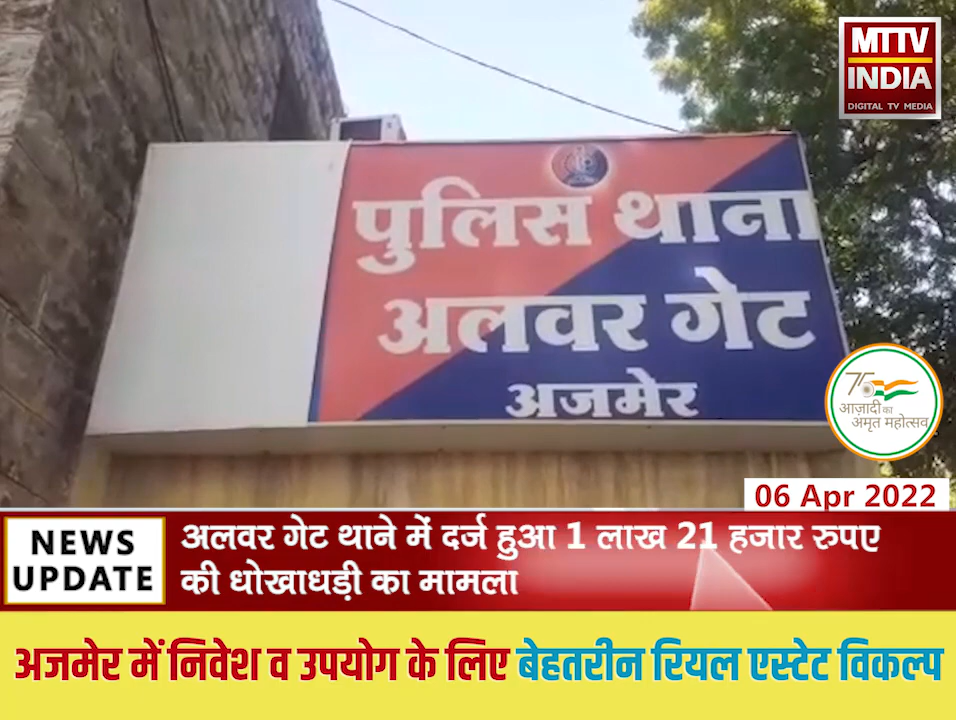 MTTV
INDIA
DIGITAL TV MEDIA
पुलिस थाना
अलवर गेट
अजमेर
75
आज़ादी का
अमृत महोत्सव
06 Apr 2022
NEWS
UPDATE
अलवर गेट थाने में दर्ज हुआ 1 लाख 21 हजार रुपए
की धोखाधड़ी का मामला
अजमेर में निवेश व उपयोग के लिए बेहतरीन रियल एस्टेट विकल्प